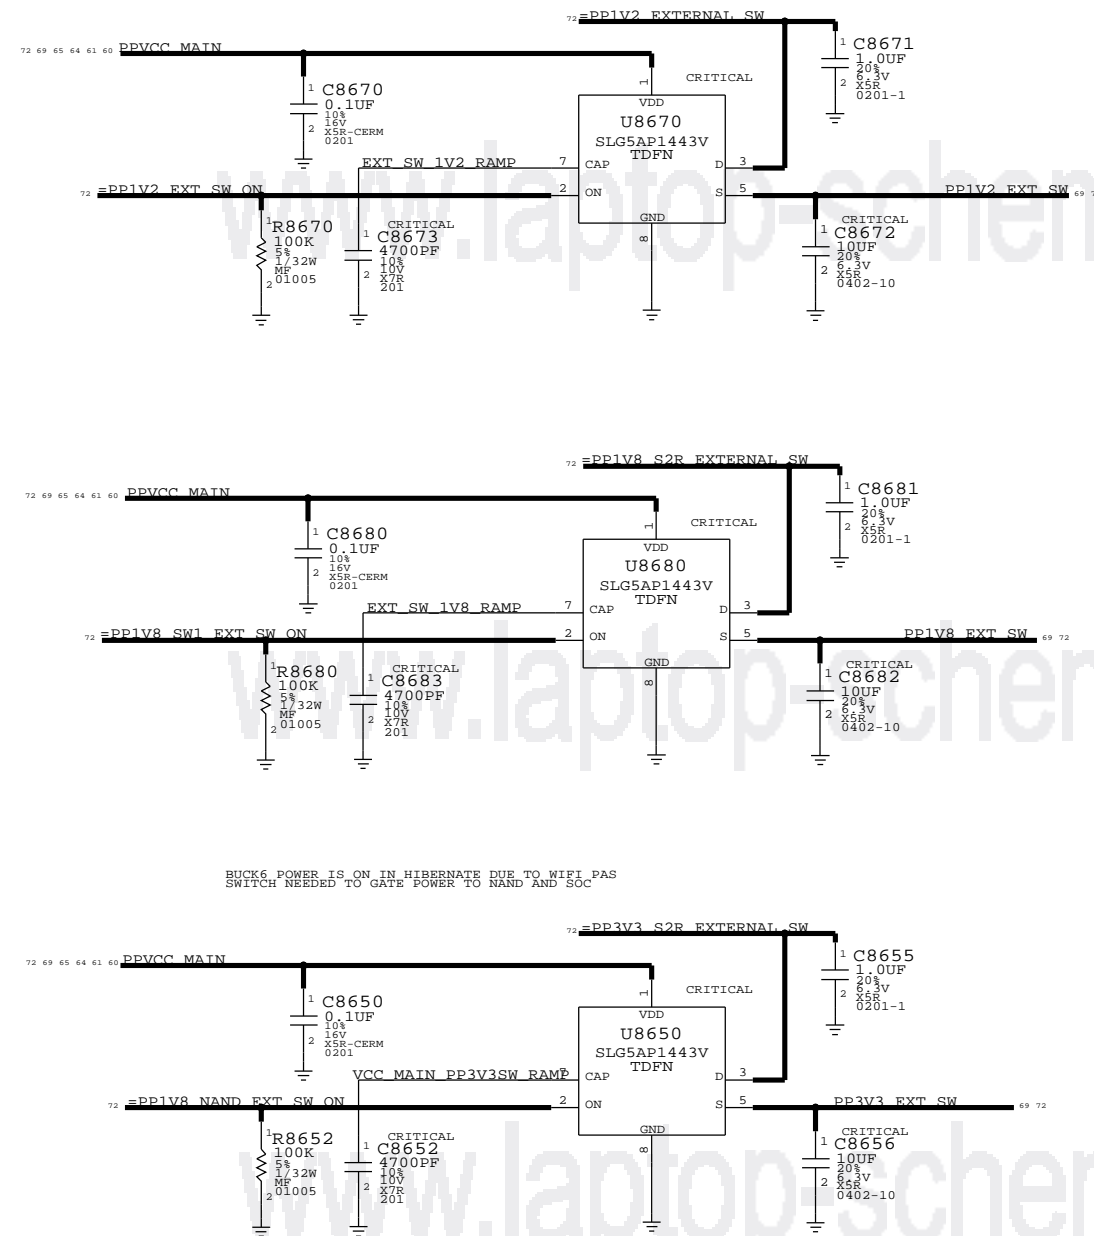 72 =PP1V2_EXTERNAL_SW
72 69 65 64 61 60 PPVCC_MAIN
1 C8671
1.0UF
20%
6.3V
2 X5R
0201-1
1 C8670
0.1UF
10%
16V
2 X5R-CERM
0201
CRITICAL
1
VDD
U8670
SLG5AP1443V
TDFN
EXT_SW_1V2_RAMP 7 CAP D 3
72 =PP1V2_EXT_SW_ON 2 ON S 5 PP1V2_EXT_SW 69 7
GND
8
1 R8670
100K
5%
1/32W
MF
2 01005
CRITICAL
1 C8673
4700PF
10%
10V
2 X7R
201
CRITICAL
1 C8672
10UF
20%
6.3V
2 X5R
0402-10
www.laptop-schem
72 =PP1V8_S2R_EXTERNAL_SW
72 69 65 64 61 60 PPVCC_MAIN
1 C8681
1.0UF
20%
6.3V
2 X5R
0201-1
1 C8680
0.1UF
10%
16V
2 X5R-CERM
0201
CRITICAL
1
VDD
U8680
SLG5AP1443V
TDFN
EXT_SW_1V8_RAMP 7 CAP D 3
72 =PP1V8_SW1_EXT_SW_ON 2 ON S 5 PP1V8_EXT_SW 69 72
GND
8
1 R8680
100K
5%
1/32W
MF
2 01005
CRITICAL
1 C8683
4700PF
10%
10V
2 X7R
201
CRITICAL
1 C8682
10UF
20%
6.3V
2 X5R
0402-10
www.laptop-schem
BUCK6 POWER IS ON IN HIBERNATE DUE TO WIFI PAS
SWITCH NEEDED TO GATE POWER TO NAND AND SOC
72 =PP3V3_S2R_EXTERNAL_SW
72 69 65 64 61 60 PPVCC_MAIN
1 C8655
1.0UF
20%
6.3V
2 X5R
0201-1
1 C8650
0.1UF
10%
16V
2 X5R-CERM
0201
CRITICAL
1
VDD
U8650
SLG5AP1443V
TDFN
VCC_MAIN_PP3V3SW_RAMP 7 CAP D 3
72 =PP1V8_NAND_EXT_SW_ON 2 ON S 5 PP3V3_EXT_SW 69 72
GND
8
1 R8652
100K
5%
1/32W
MF
2 01005
CRITICAL
1 C8652
4700PF
10%
10V
2 X7R
201
CRITICAL
1 C8656
10UF
20%
6.3V
2 X5R
0402-10
www.laptop-schem